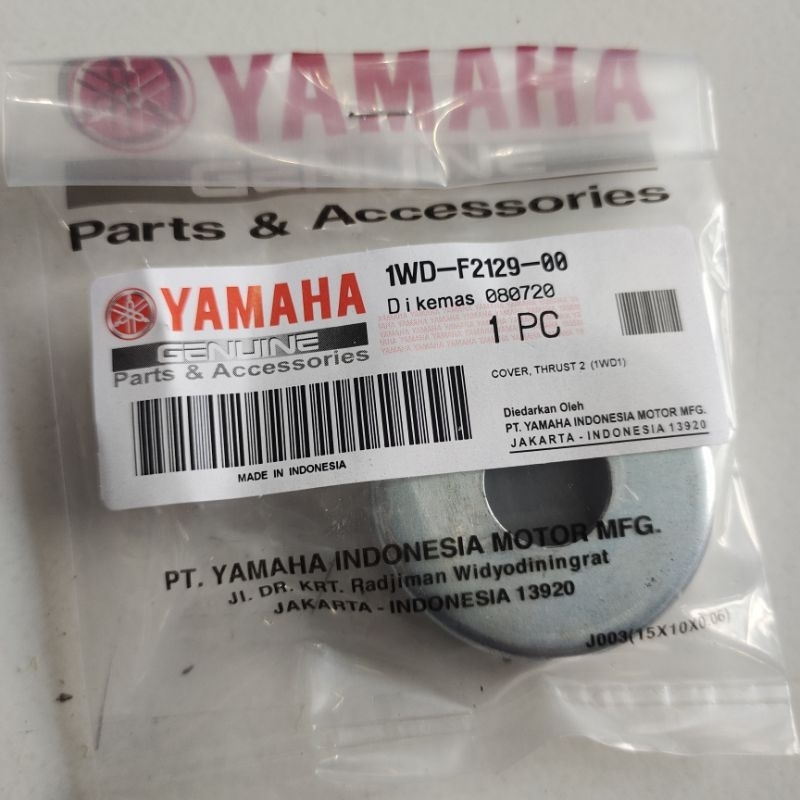 YAMAHA
GENUINE
Parts & Accessories
YAMAHA
GENUINE
Parts & Accessories
1WD-F2129-00
Dikemas 080720
1 PC
COVER, THRUST 2 (1WD1)
Diedarkan Oleh
PT. YAMAHA INDONESIA MOTOR MFG.
JAKARTA - INDONESIA 13920
MADE IN INDONESIA
PT. YAMAHA INDONESIA MOTOR MFG.
Jl. DR. KRT. Radjiman Widyodiningrat
JAKARTA - INDONESIA 13920
J003(15X10X0.06)